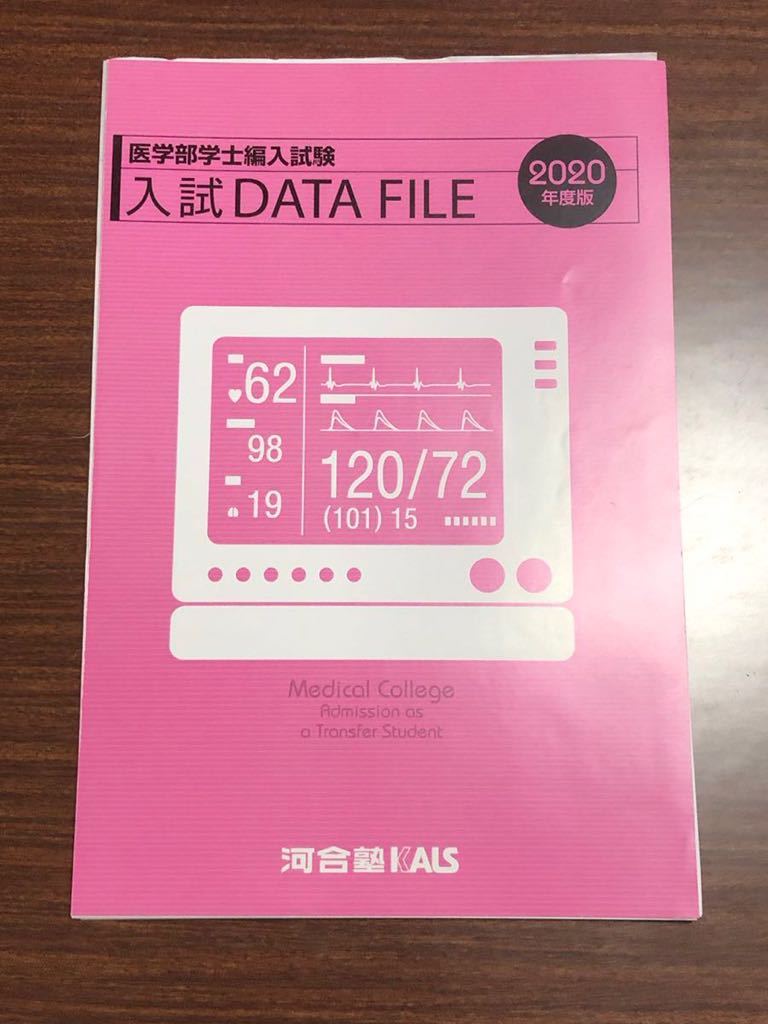 医学部学士編入試験
入試DATA FILE
2020
年度版
62
98
19
120/72
(101) 15
Medical College
Admission as
a Transfer Student
河合塾KALS